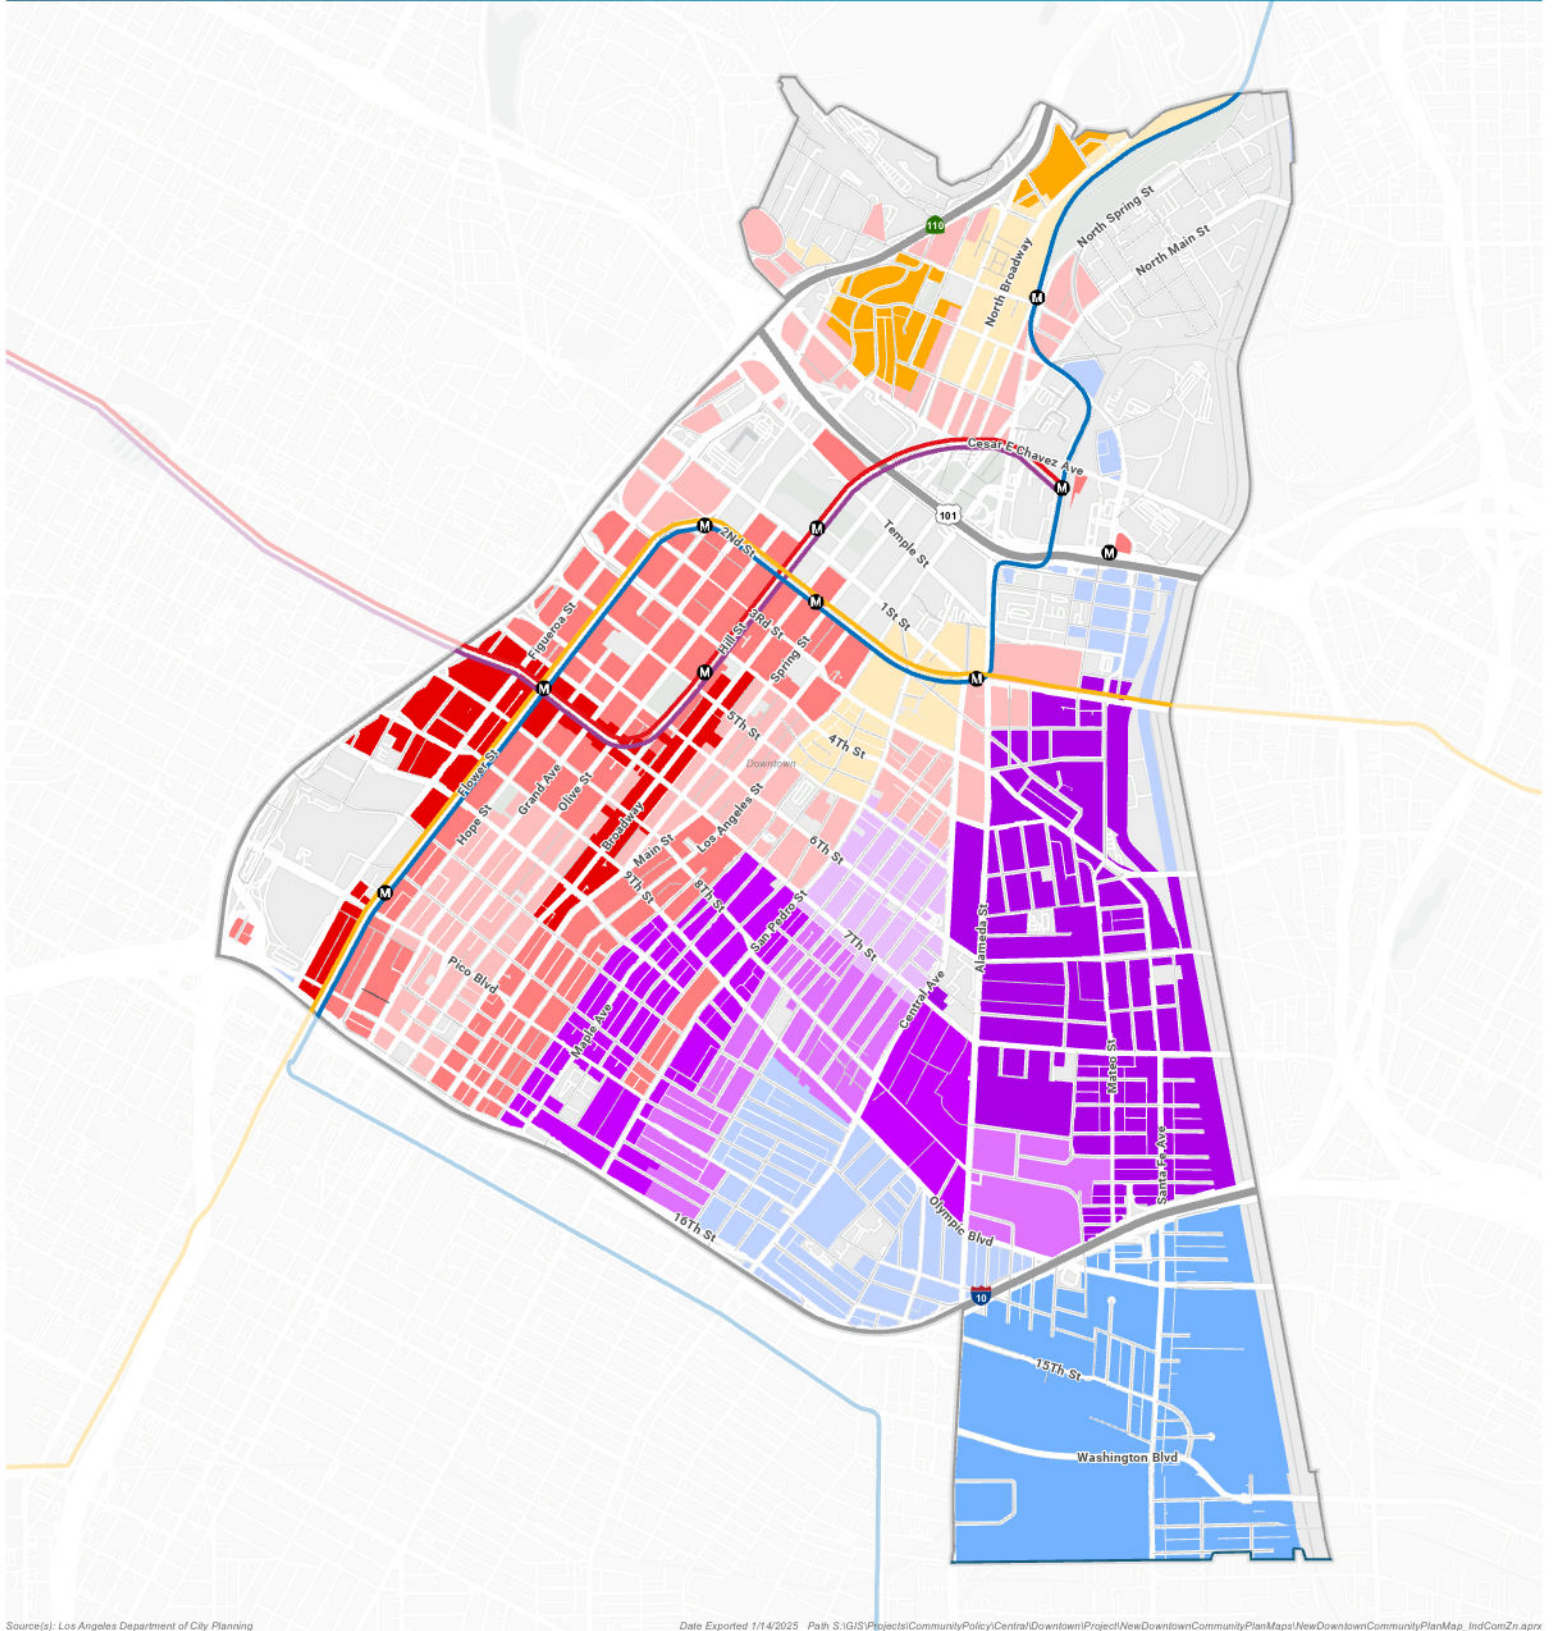 110
North Spring St
North Main St
North Broadway
M
Cesar E Chavez Ave
M
101
M
M
M
2Nd St
Temple St
M
1St St
3Rd St
Figueroa St
Hill St
Spring St
M
M
M
5Th St
4Th St
Downtown
Flower St
Grand Ave
Olive St
Hope St
Broadway
Los Angeles St
Main St
6Th St
9Th St
8Th St
M
San Pedro St
7Th St
Alameda St
Pico Blvd
Central Ave
Maple Ave
Mateo St
Santa Fe Ave
16Th St
Olympic Blvd
10
15Th St
Washington Blvd
Source(s): Los Angeles Department of City Planning
Date Exported 1/14/2025 Path S:\GIS\Projects\CommunityPolicy\Central\Downtown\Project\NewDowntownCommunityPlanMaps\NewDowntownCommunityPlanMap_IndComZn.aprx